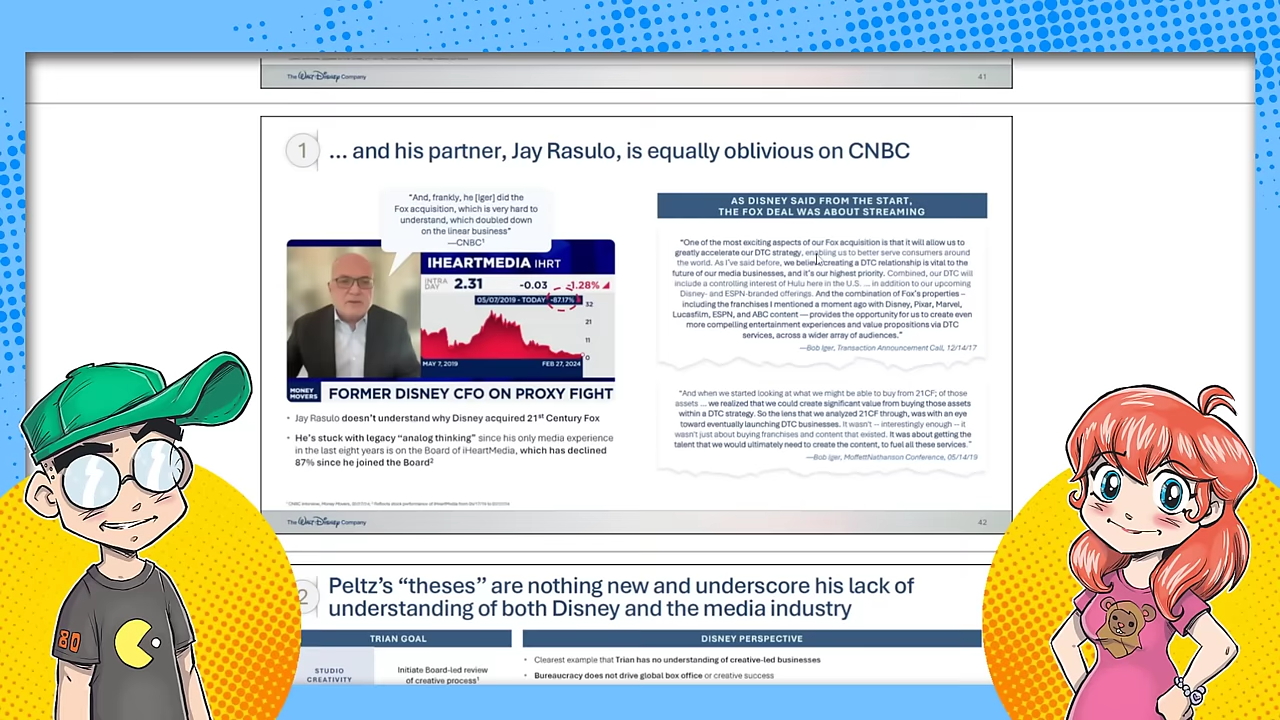 The Walt Disney Company
41
1
... and his partner, Jay Rasulo, is equally oblivious on CNBC
"And, frankly, he [Iger] did the
Fox acquisition, which is very hard to
understand, which doubled down
on the linear business"
—CNBC¹
IHEARTMEDIA IHRT
INTRA
DAY
2.31
-0.03
-1.28%
05/07/2019 - TODAY -87.17%
32
21
11
0
MAY 7, 2019
FEB 27, 2024
MONEY
MOVERS
FORMER DISNEY CFO ON PROXY FIGHT
• Jay Rasulo doesn't understand why Disney acquired 21st Century Fox
• He's stuck with legacy "analog thinking" since his only media experience
in the last eight years is on the Board of iHeartMedia, which has declined
87% since he joined the Board²
AS DISNEY SAID FROM THE START,
THE FOX DEAL WAS ABOUT STREAMING
"One of the most exciting aspects of our Fox acquisition is that it will allow us to
greatly accelerate our DTC strategy, enabling us to better serve consumers around
the world. As I've said before, we believe creating a DTC relationship is vital to the
future of our media businesses, and it's our highest priority. Combined, our DTC will
include a controlling interest of Hulu here in the U.S. ... in addition to our upcoming
Disney- and ESPN-branded offerings. And the combination of Fox's properties –
including the franchises I mentioned a moment ago with Disney, Pixar, Marvel,
Lucasfilm, ESPN, and ABC content — provides the opportunity for us to create even
more compelling entertainment experiences and value propositions via DTC
services, across a wider array of audiences."
—Bob Iger, Transaction Announcement Call, 12/14/17
"And when we started looking at what we might be able to buy from 21CF; of those
assets ... we realized that we could create significant value from buying those assets
within a DTC strategy. So the lens that we analyzed 21CF through, was with an eye
toward eventually launching DTC businesses. It wasn't -- interestingly enough -- it
wasn't just about buying franchises and content that existed. It was about getting the
talent that we would ultimately need to create the content, to fuel all these services."
—Bob Iger, MoffettNathanson Conference, 05/14/19
The Walt Disney Company
42
2
Peltz's "theses" are nothing new and underscore his lack of
understanding of both Disney and the media industry
TRIAN GOAL
DISNEY PERSPECTIVE
STUDIO
CREATIVITY
Initiate Board-led review
of creative process¹
• Clearest example that Trian has no understanding of creative-led businesses
• Bureaucracy does not drive global box office or creative success
80